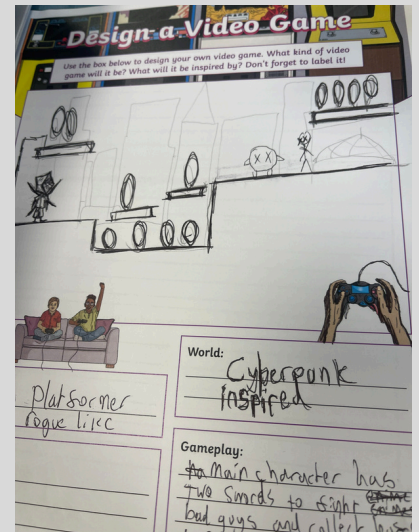 Design a Video Game
Use the box below to design your own video game. What kind of video
game will it be? What will it be inspired by? Don't forget to label it!
Platformer
rogue like
World:
Cyberpunk
inspired
Gameplay:
Main character has
Two swords to fight
bad guys and collect